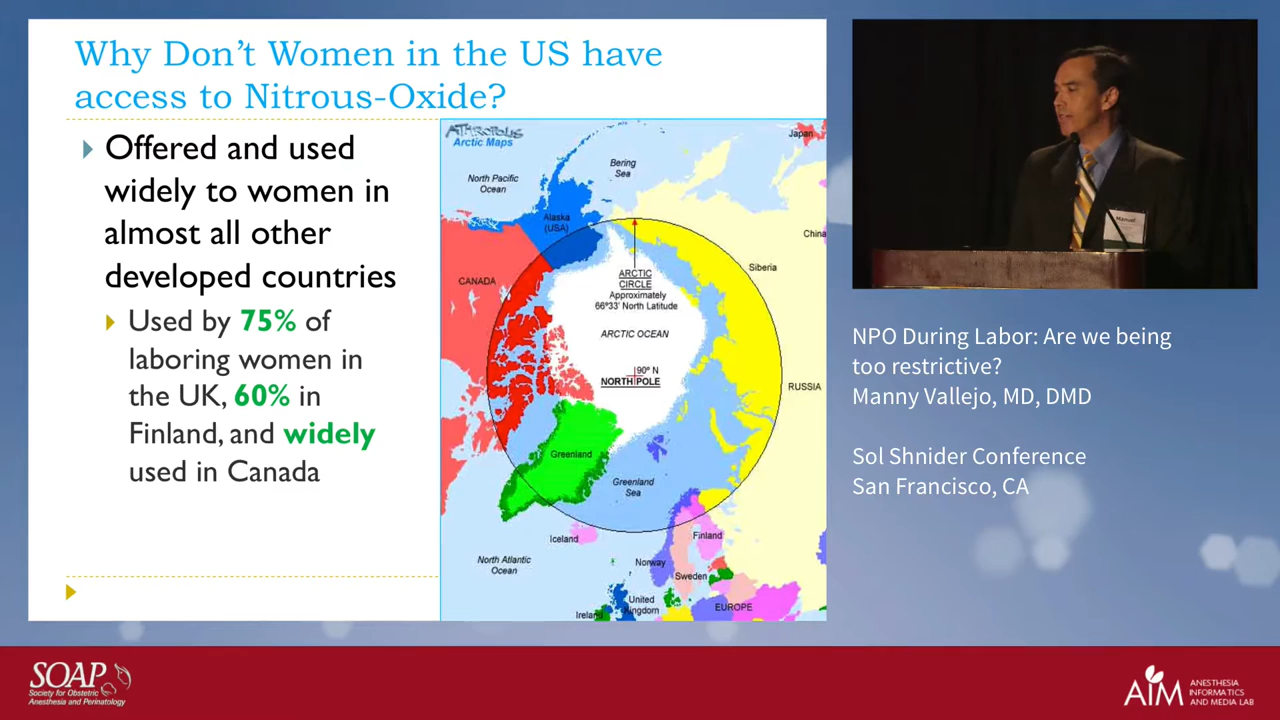 Why Don't Women in the US have
access to Nitrous-Oxide?
Offered and used
widely to women in
almost all other
developed countries
Used by 75% of
laboring women in
the UK, 60% in
Finland, and widely
used in Canada
ATHROPOLIS
Arctic Maps
Japan
Bering
Sea
North Pacific
Ocean
Alaska
(USA)
China
Siberia
CANADA
ARCTIC
CIRCLE
Approximately
66°33' North Latitude
ARCTIC OCEAN
90° N
NORTH POLE
RUSSIA
Greenland
Greenland
Sea
Iceland
Finland
North Atlantic
Ocean
Norway
Sweden
United
Kingdom
Ireland
EUROPE
Manuel
NPO During Labor: Are we being
too restrictive?
Manny Vallejo, MD, DMD
Sol Shnider Conference
San Francisco, CA
SOAP
Society for Obstetric
Anesthesia and Perinatology
AIM
ANESTHESIA
INFORMATICS
AND MEDIA LAB